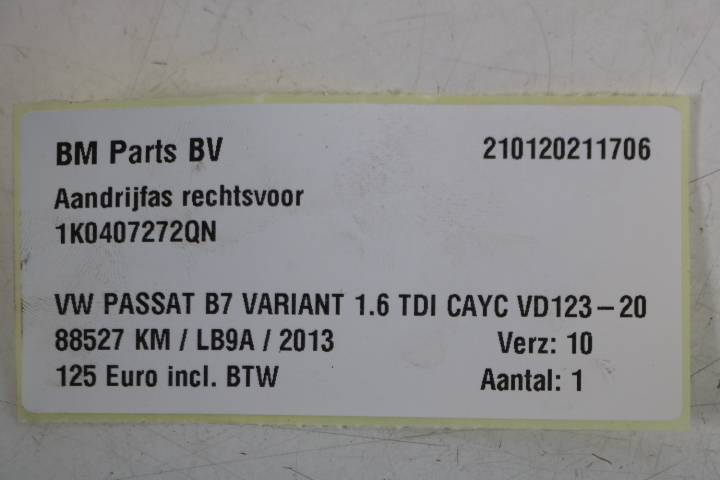 BM Parts BV 210120211706
Aandrijfas rechtsvoor
1K0407272QN
VW PASSAT B7 VARIANT 1.6 TDI CAYC VD123-20
88527 KM / LB9A / 2013 Verz: 10
125 Euro incl. BTW Aantal: 1